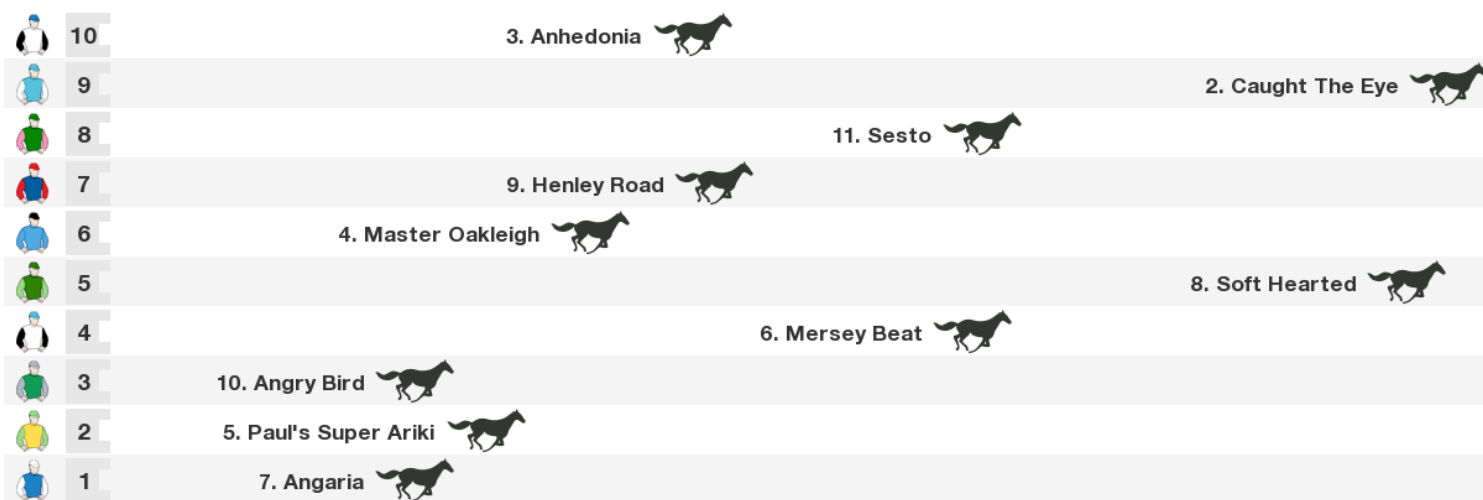 10 3. Anhedonia
9 2. Caught The Eye
8 11. Sesto
7 9. Henley Road
6 4. Master Oakleigh
5 8. Soft Hearted
4 6. Mersey Beat
3 10. Angry Bird
2 5. Paul's Super Ariki
1 7. Angaria